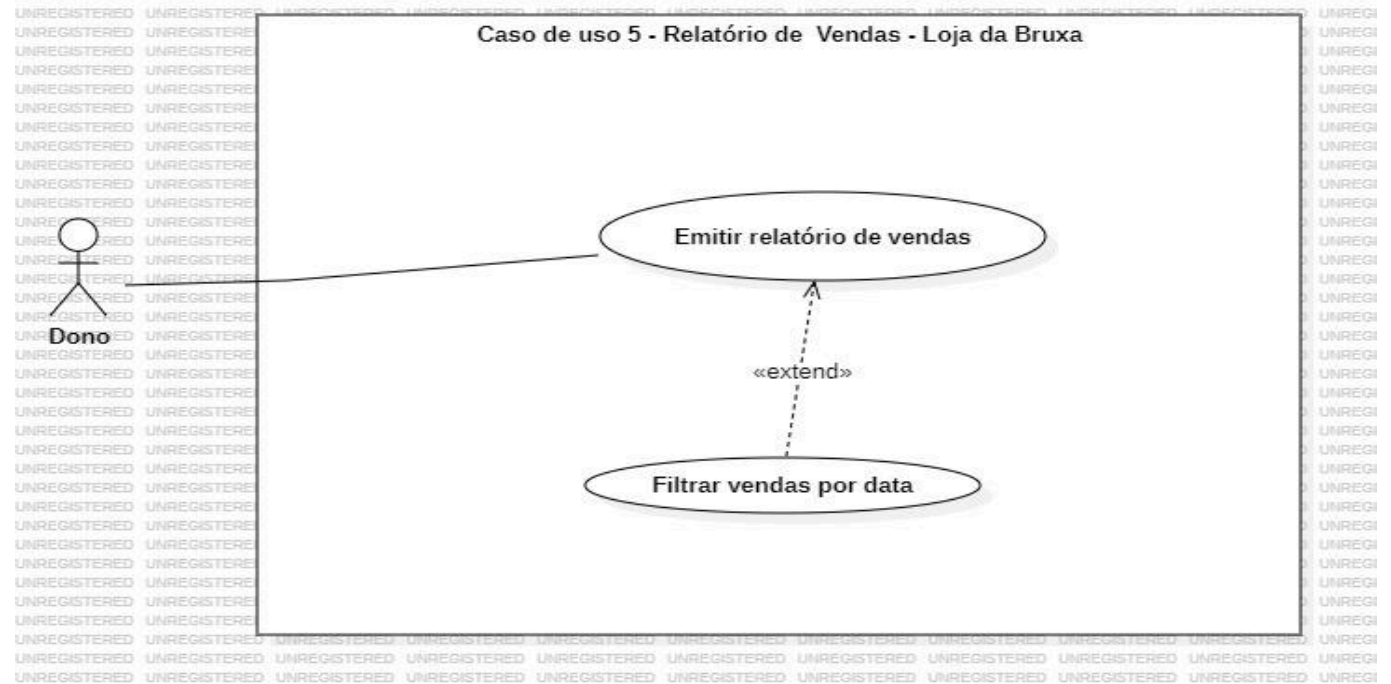 Caso de uso 5 - Relatório de  Vendas - Loja da Bruxa
Emitir relatório de vendas
Dono
«extend»
Filtrar vendas por data
UNREGISTERED